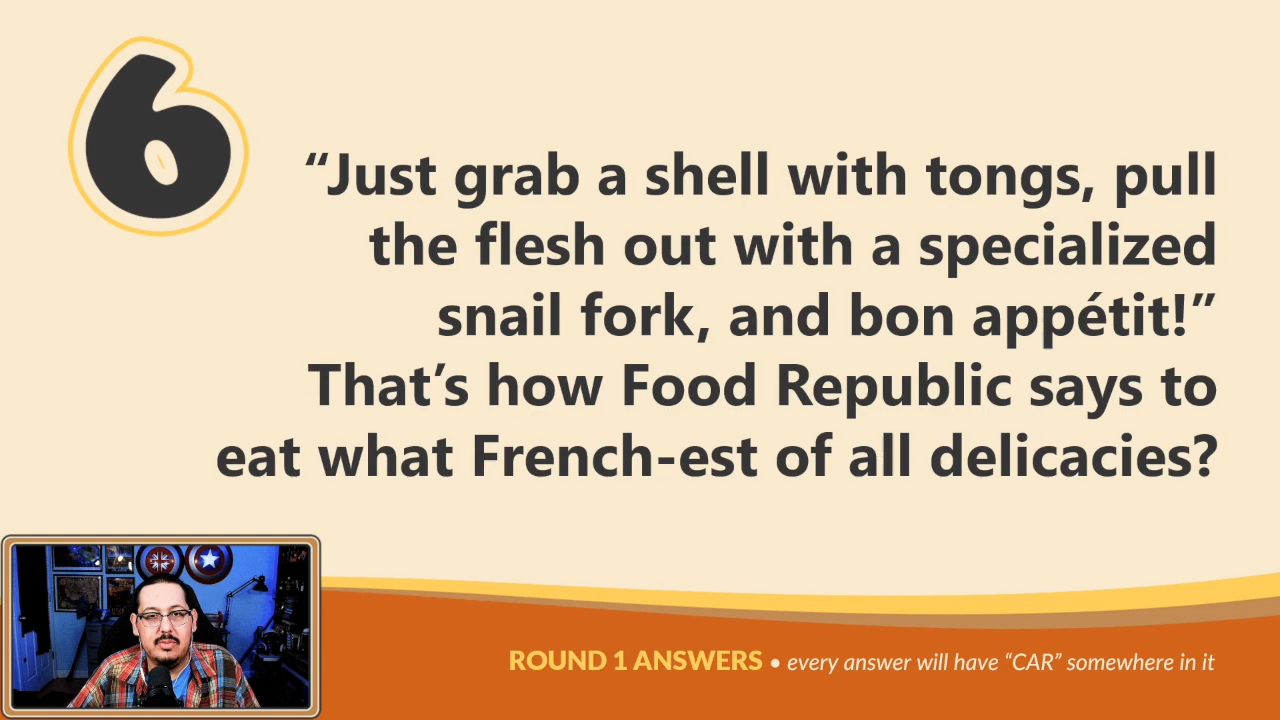 6
“Just grab a shell with tongs, pull
the flesh out with a specialized
snail fork, and bon appétit!”
That’s how Food Republic says to
eat what French-est of all delicacies?
ROUND 1 ANSWERS • every answer will have “CAR” somewhere in it